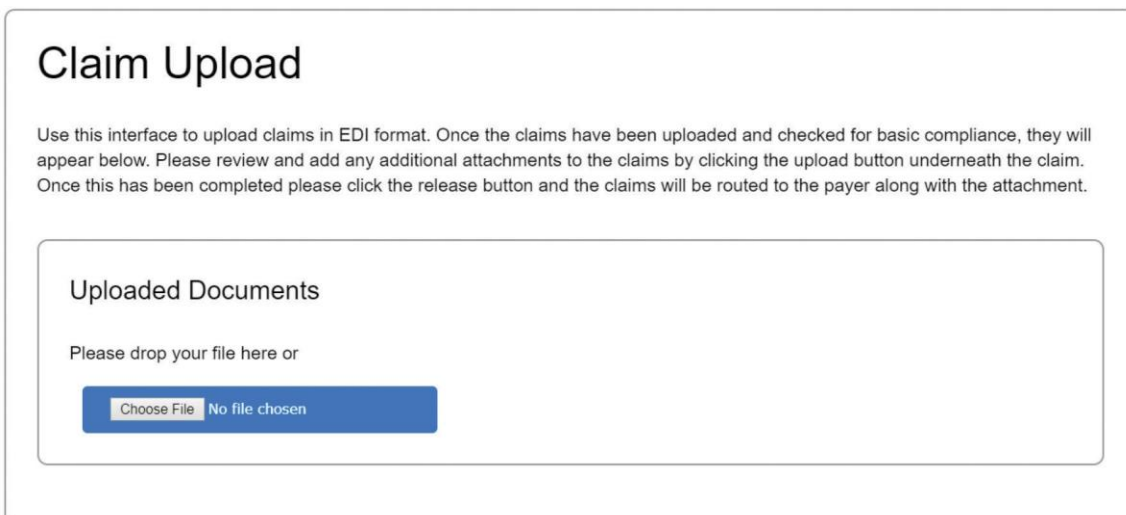 Claim Upload
Use this interface to upload claims in EDI format. Once the claims have been uploaded and checked for basic compliance, they will
appear below. Please review and add any additional attachments to the claims by clicking the upload button underneath the claim.
Once this has been completed please click the release button and the claims will be routed to the payer along with the attachment.
Uploaded Documents
Please drop your file here or
Choose File No file chosen